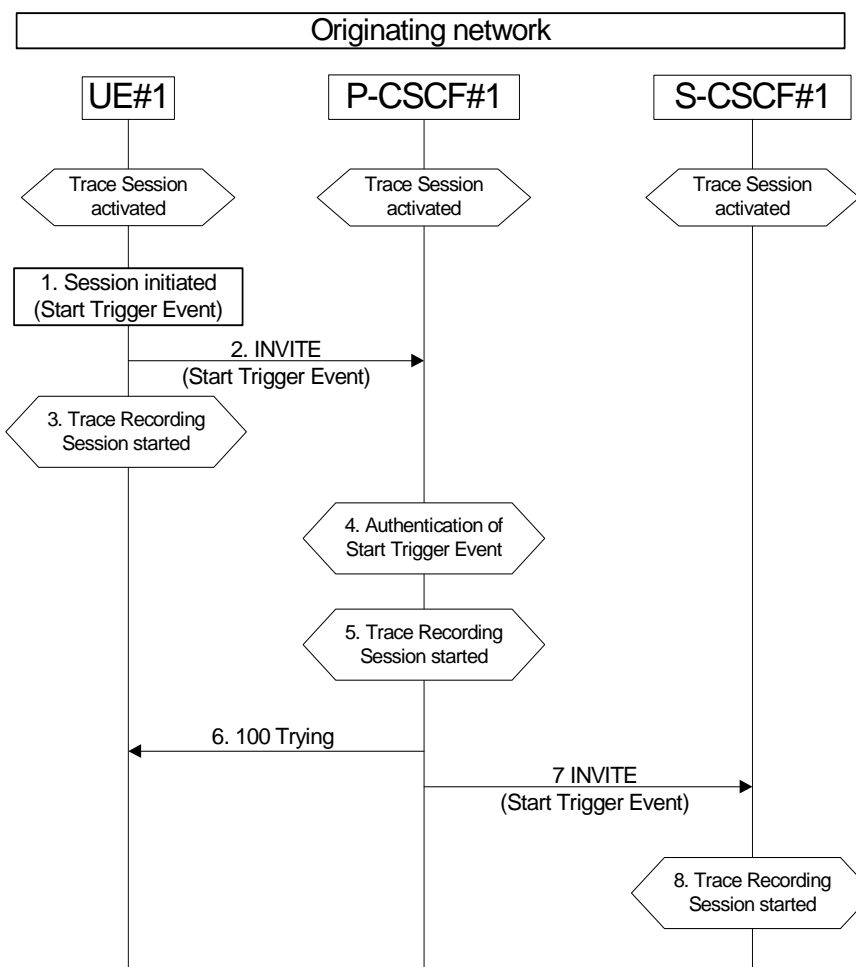 Originating network
UE#1
P-CSCF#1
S-CSCF#1
Trace Session
activated
Trace Session
activated
Trace Session
activated
1. Session initiated
(Start Trigger Event)
2. INVITE
(Start Trigger Event)
3. Trace Recording
Session started
4. Authentication of
Start Trigger Event
5. Trace Recording
Session started
6. 100 Trying
7 INVITE
(Start Trigger Event)
8. Trace Recording
Session started